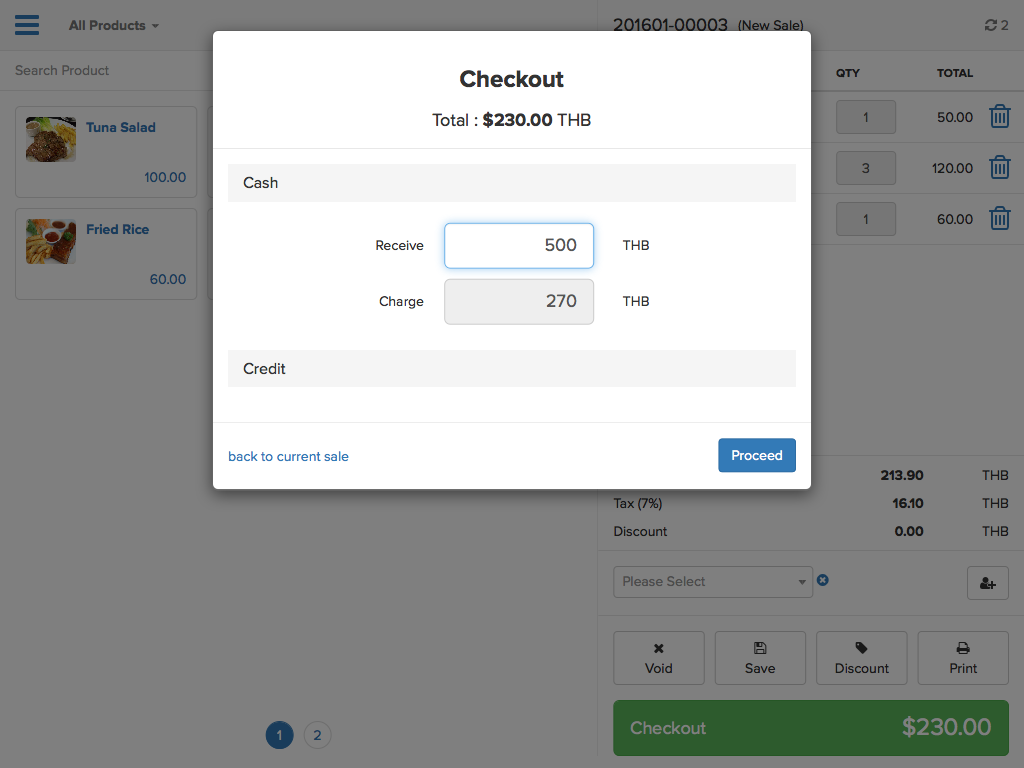 All Products
201601-00003 (New Sale)
2
Search Product
QTY
TOTAL
Tuna Salad
100.00
Fried Rice
60.00
1
50.00
3
120.00
1
60.00
Checkout
Total : $230.00 THB
Cash
Receive
500
THB
Charge
270
THB
Credit
back to current sale
Proceed
213.90
THB
Tax (7%)
16.10
THB
Discount
0.00
THB
Please Select
Void
Save
Discount
Print
Checkout
$230.00
1
2